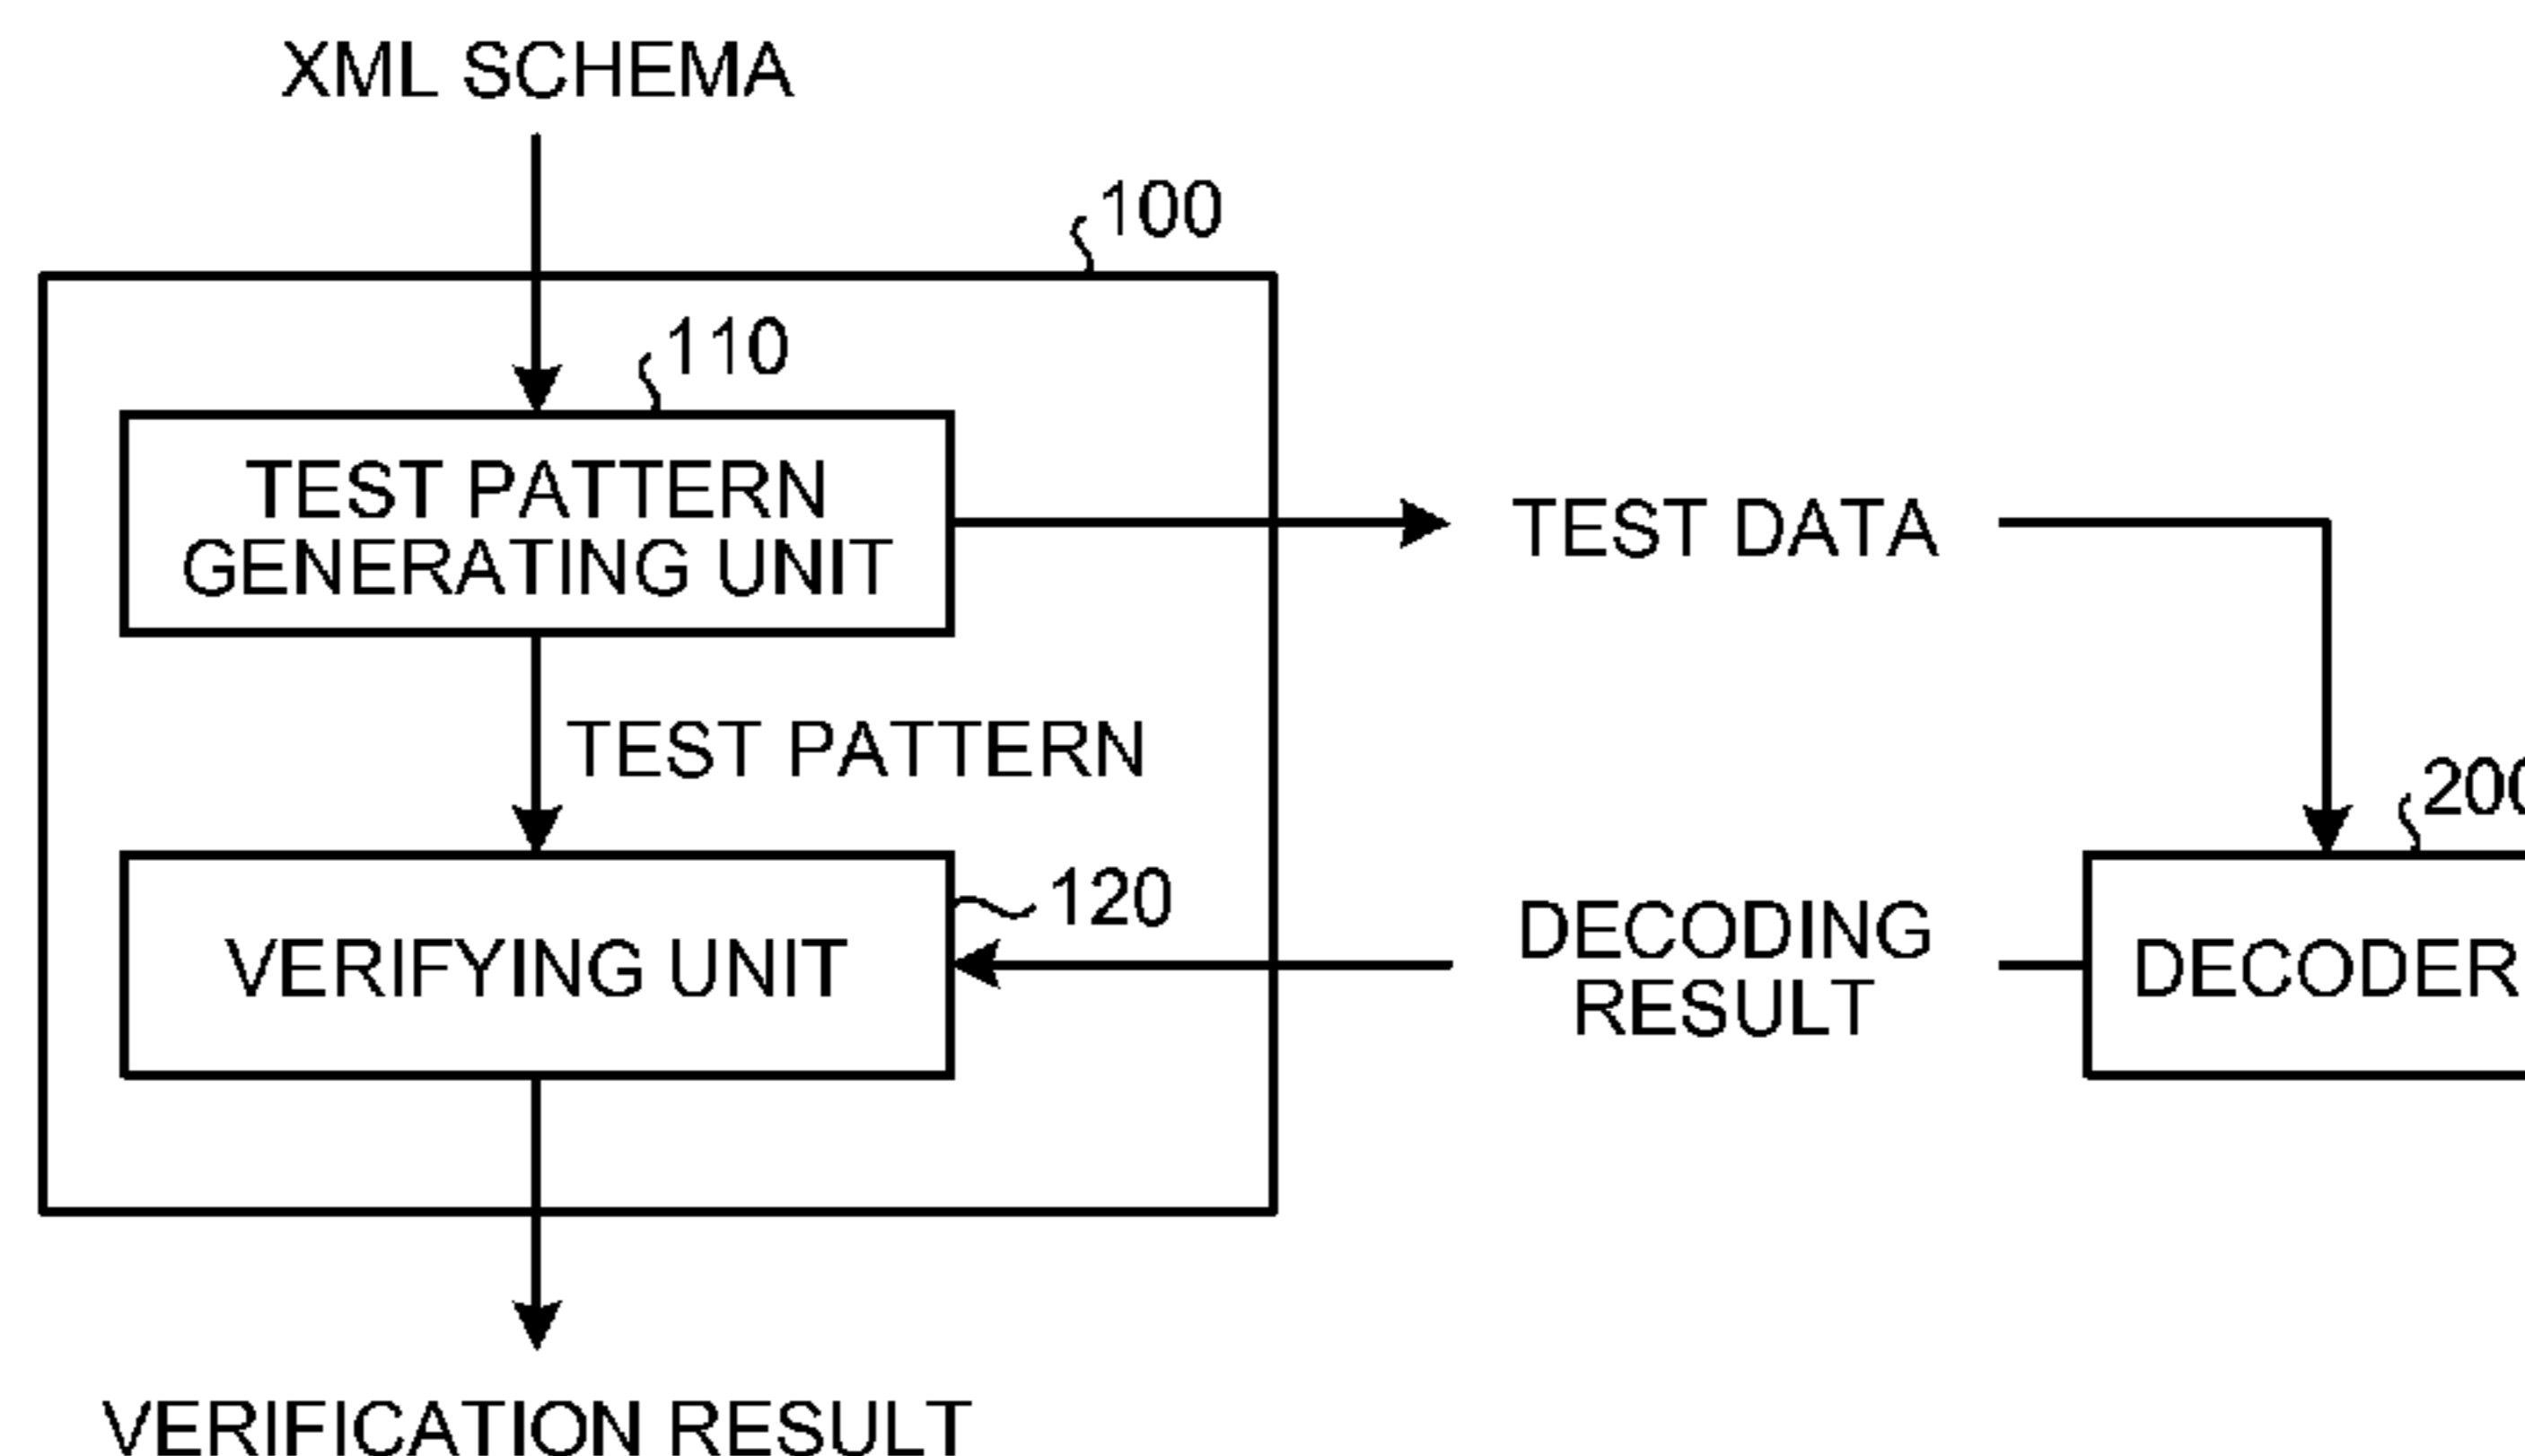 XML SCHEMA
100
110
TEST PATTERN
GENERATING UNIT
TEST DATA
TEST PATTERN
200
120
VERIFYING UNIT
DECODING
RESULT
DECODER
VERIFICATION RESULT